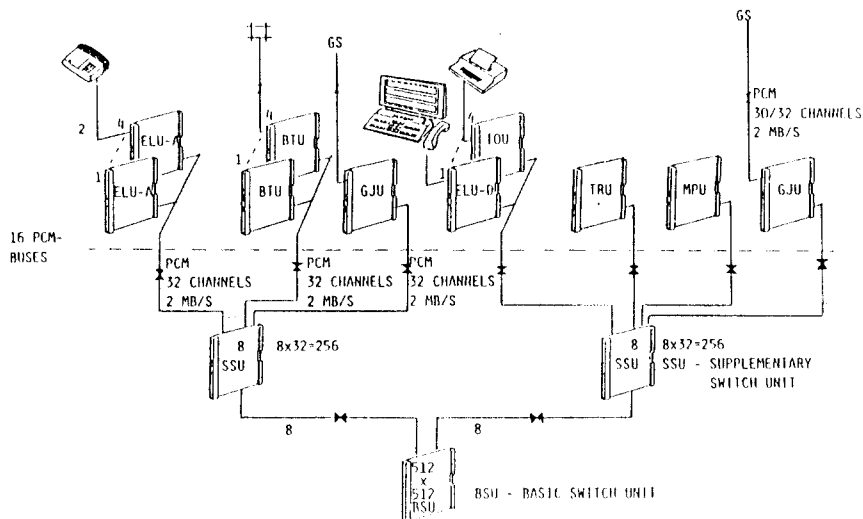 GS
GS
PCM
30/32 CHANNELS
2 MB/S
2
4
ELU-A
4
BTU
4
IOU
1
ELU-A
1
BTU
GJU
1
ELU-D
TRU
MPU
GJU
16 PCM-
BUSES
PCM
32 CHANNELS
2 MB/S
PCM
32 CHANNELS
2 MB/S
PCM
32 CHANNELS
2 MB/S
8
SSU
8x32=256
8
SSU
8x32=256
SSU - SUPPLEMENTARY
SWITCH UNIT
8
8
512
x
512
BSU
BSU - BASIC SWITCH UNIT